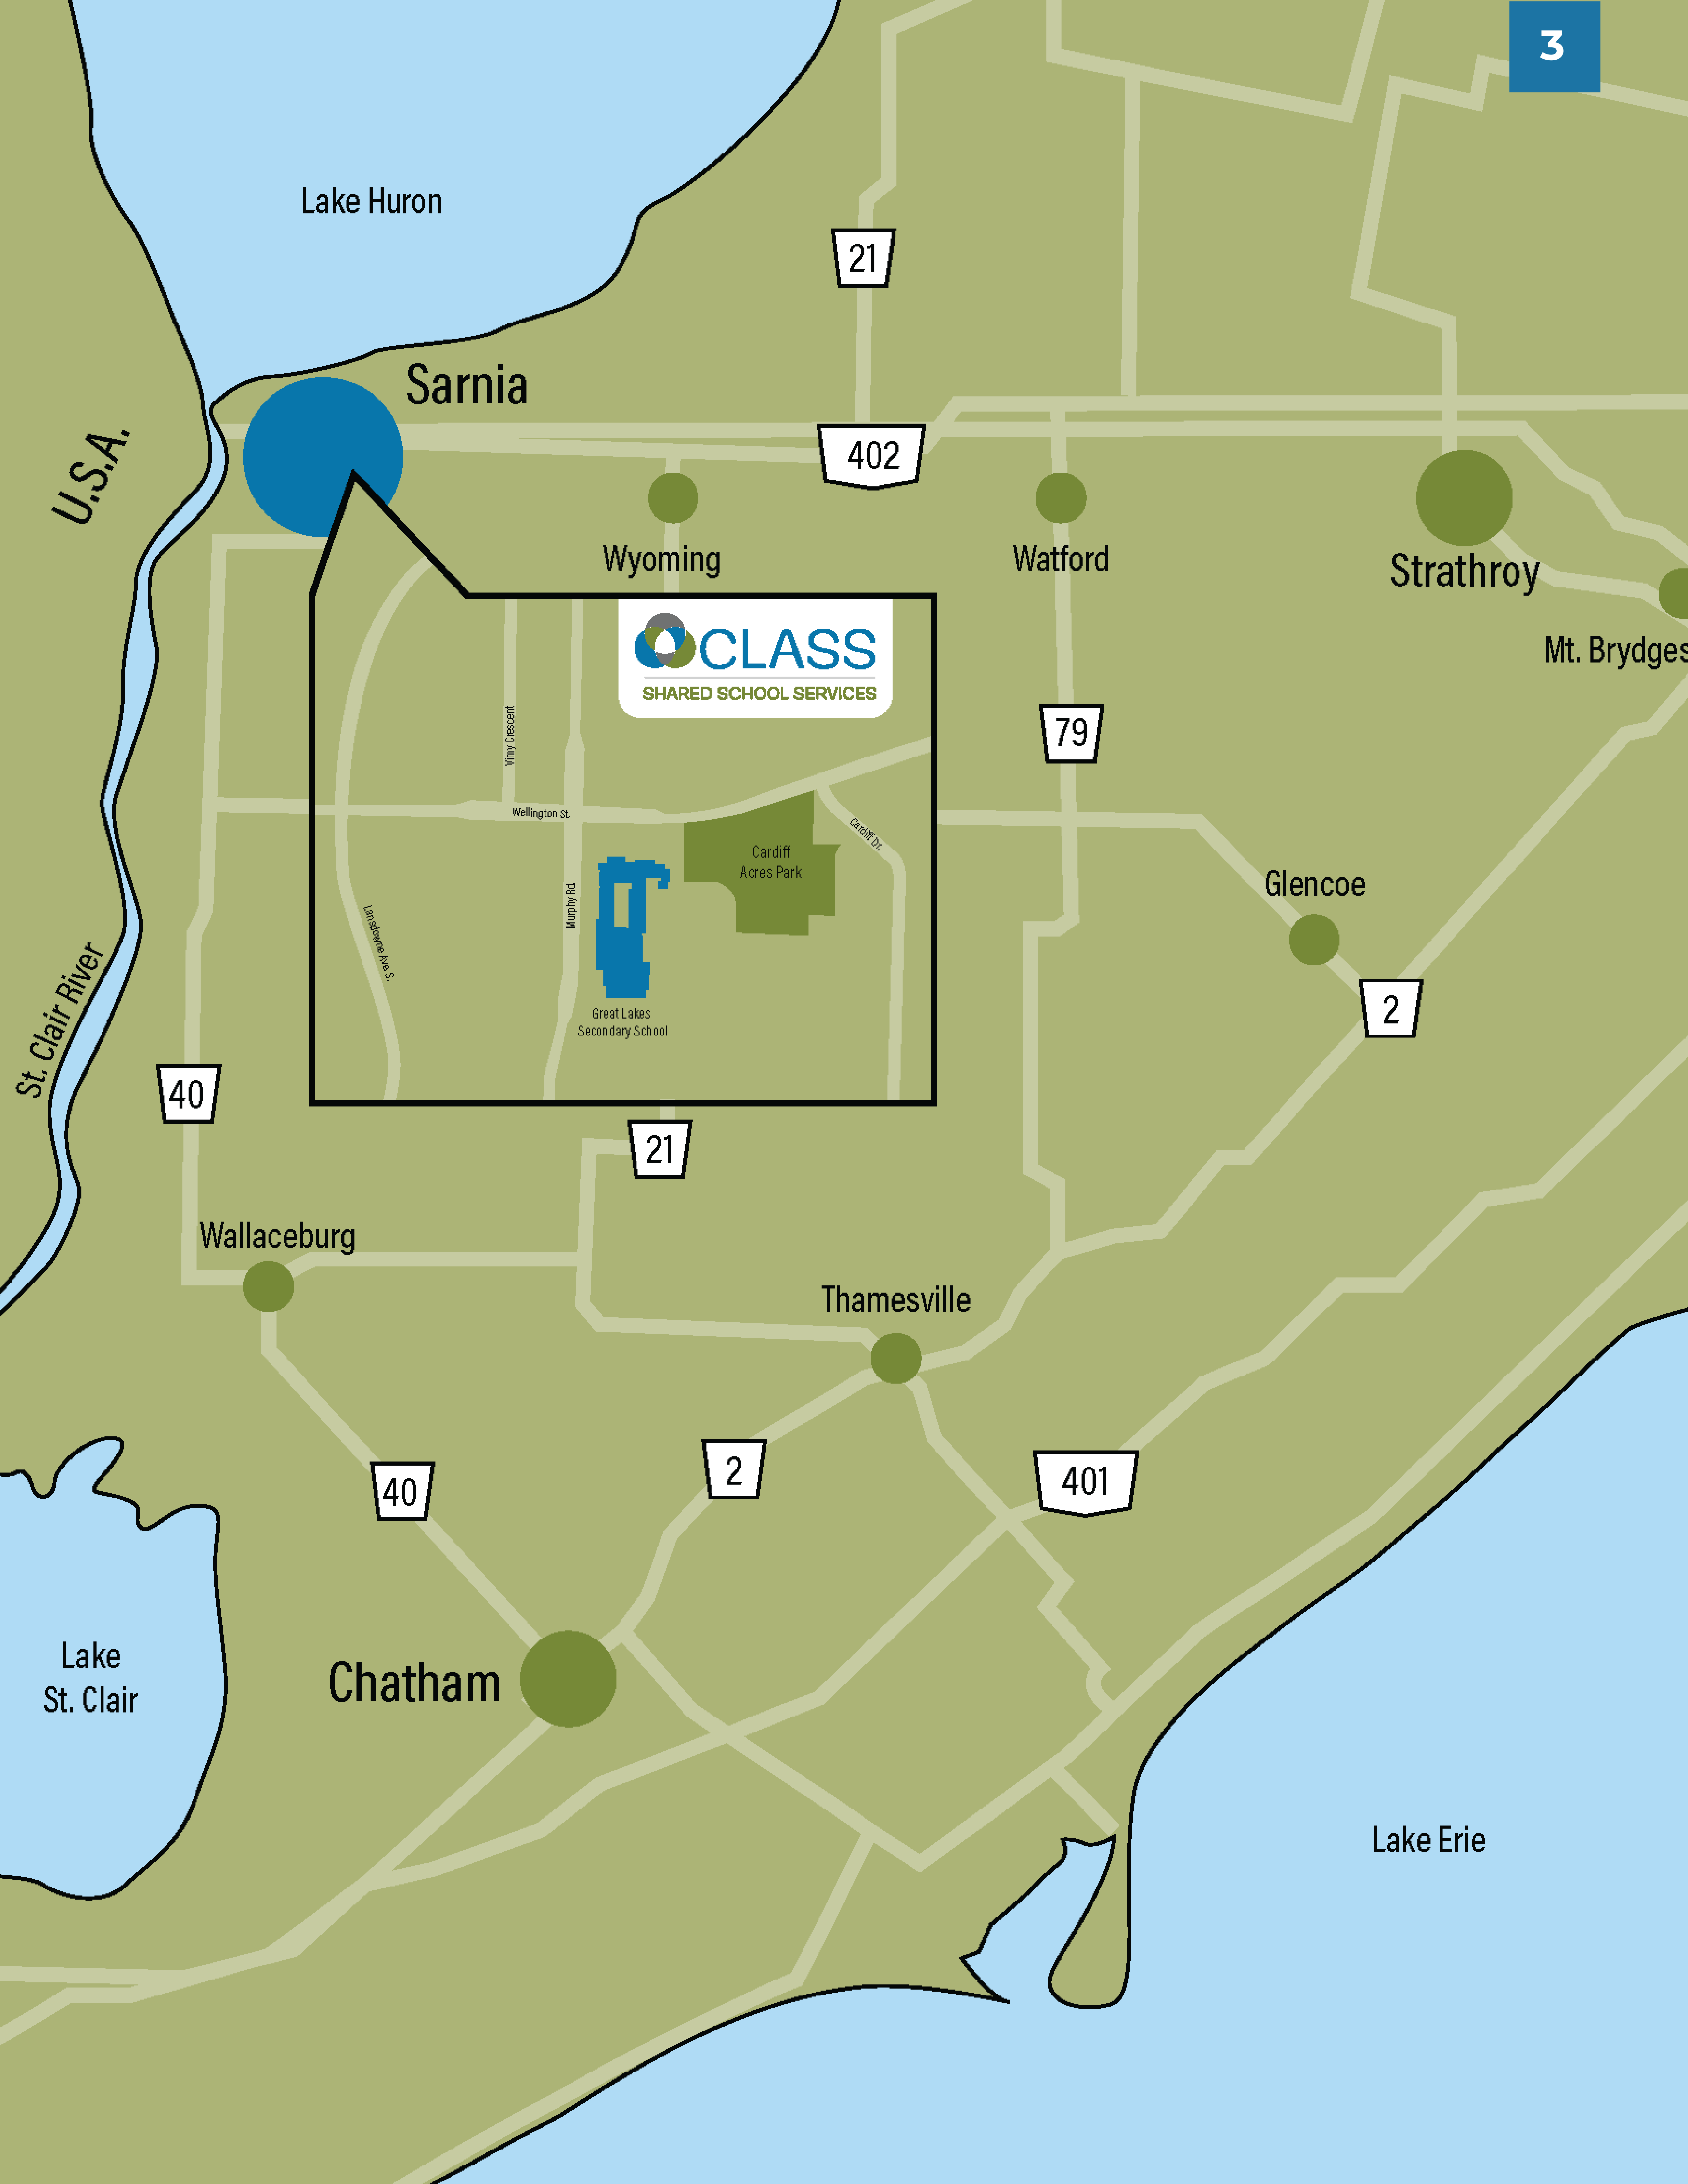 3
Lake Huron
21
Sarnia
402
U.S.A.
Wyoming
Watford
Strathroy
Mt. Brydges
CLASS
SHARED SCHOOL SERVICES
Vimy Crescent
79
Wellington St.
Cardiff Dr.
Cardiff
Acres Park
Murphy Rd.
Lansdowne Ave S.
Glencoe
Great Lakes
Secondary School
2
St. Clair River
40
21
Wallaceburg
Thamesville
2
401
40
Lake
St. Clair
Chatham
Lake Erie